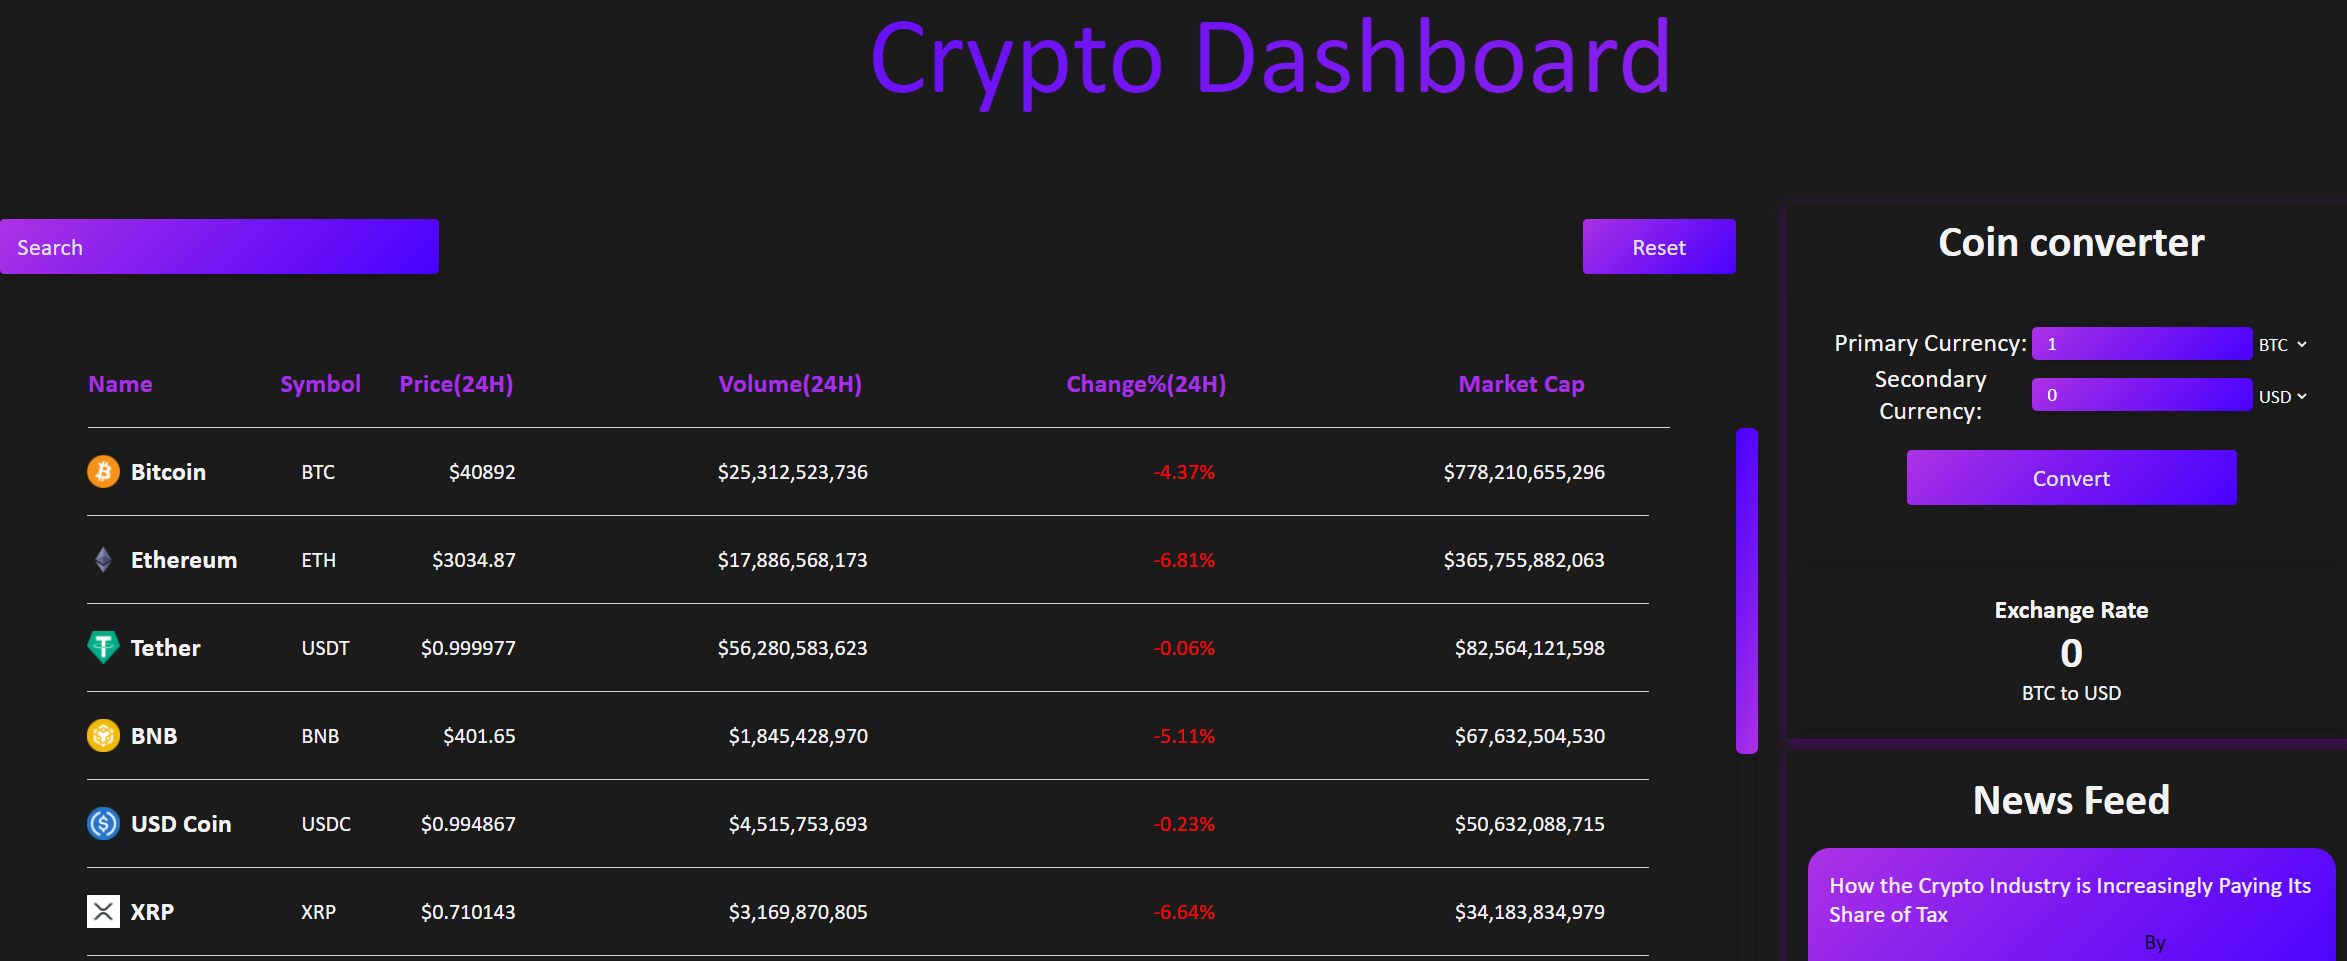 Crypto Dashboard
Search
Reset
Name Symbol Price(24H) Volume(24H) Change%(24H) Market Cap
Bitcoin BTC $40892 $25,312,523,736 -4.37% $778,210,655,296
Ethereum ETH $3034.87 $17,886,568,173 -6.81% $365,755,882,063
Tether USDT $0.999977 $56,280,583,623 -0.06% $82,564,121,598
BNB BNB $401.65 $1,845,428,970 -5.11% $67,632,504,530
USD Coin USDC $0.994867 $4,515,753,693 -0.23% $50,632,088,715
XRP XRP $0.710143 $3,169,870,805 -6.64% $34,183,834,979
Coin converter
Primary Currency: 1 BTC
Secondary
Currency: 0 USD
Convert
Exchange Rate
0
BTC to USD
News Feed
How the Crypto Industry is Increasingly Paying Its
Share of Tax
By